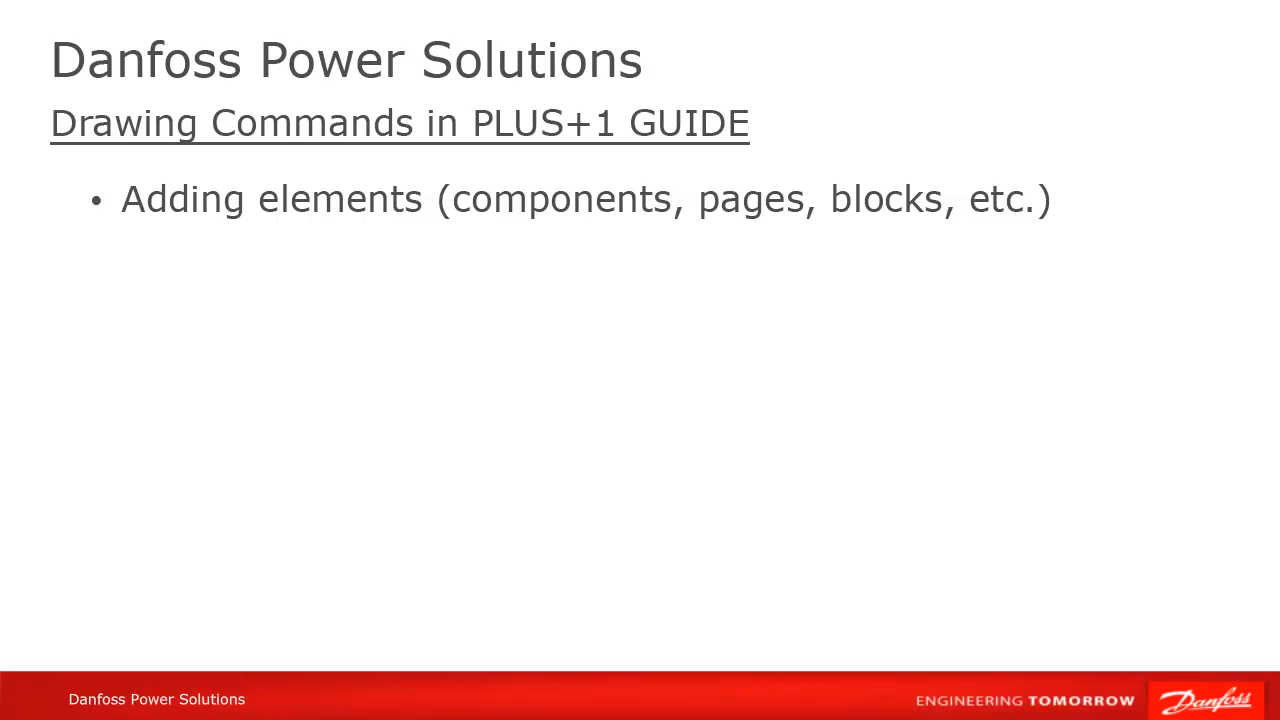 Danfoss Power Solutions
Drawing Commands in PLUS+1 GUIDE
• Adding elements (components, pages, blocks, etc.)
Danfoss Power Solutions
ENGINEERING TOMORROW
Danfoss